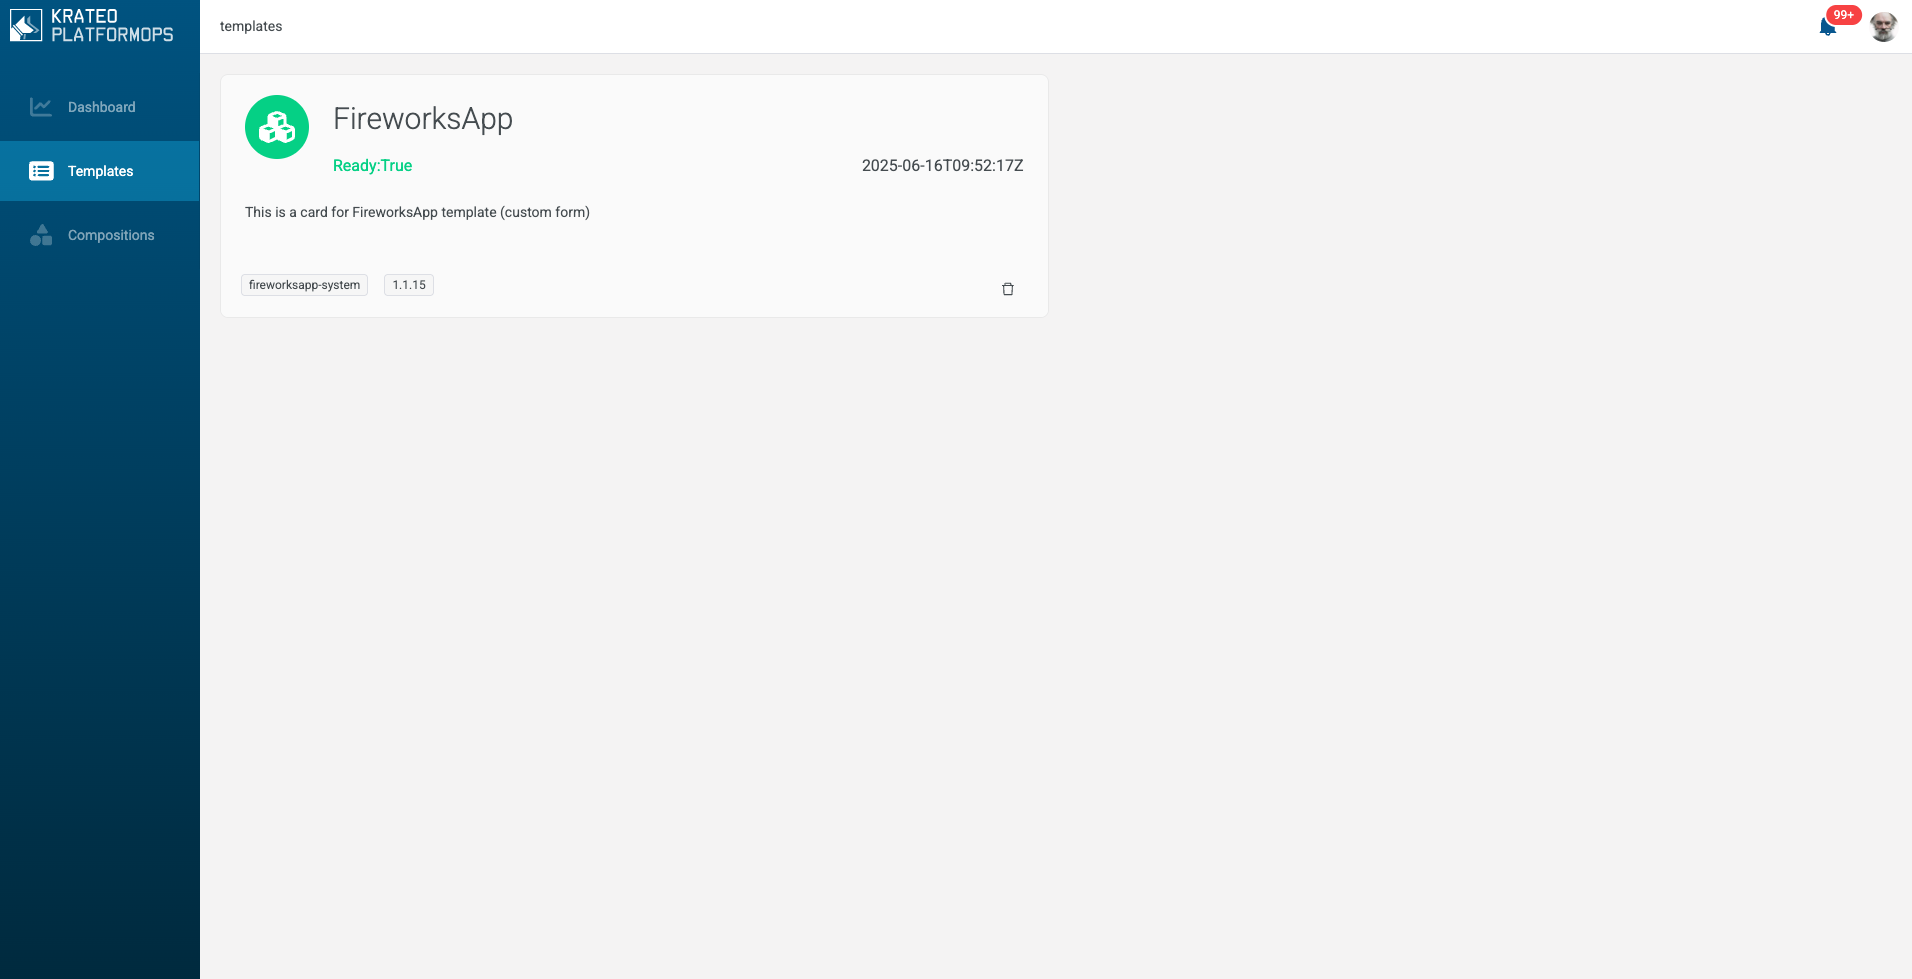 KRATEO
PLATFORMOPS
templates
99+
Dashboard
Templates
Compositions
FireworksApp
Ready:True
2025-06-16T09:52:17Z
This is a card for FireworksApp template (custom form)
fireworksapp-system
1.1.15